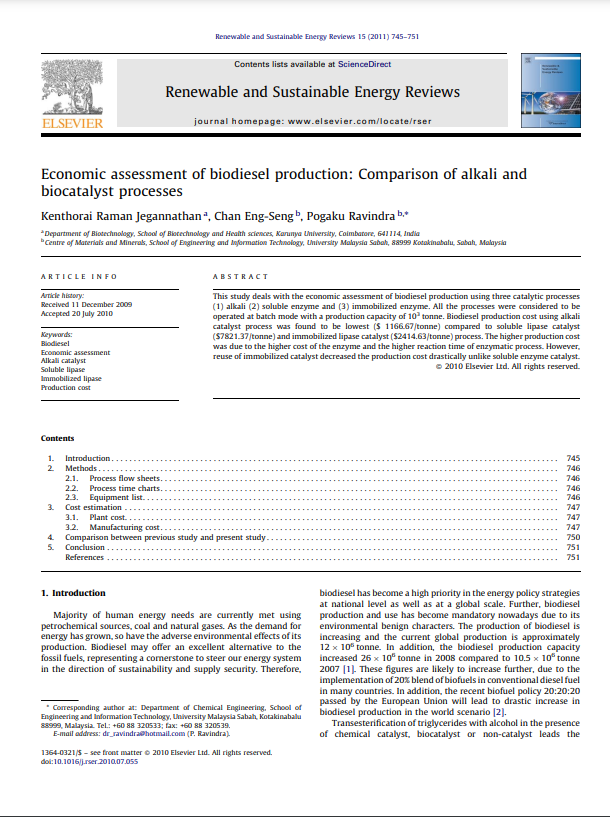 Renewable and Sustainable Energy Reviews 15 (2011) 745–751
Contents lists available at ScienceDirect
Renewable and Sustainable Energy Reviews
journal homepage: www.elsevier.com/locate/rser
ELSEVIER
Economic assessment of biodiesel production: Comparison of alkali and
biocatalyst processes
Kenthorai Raman Jegannathan a, Chan Eng-Seng b, Pogaku Ravindra b,*
a Department of Biotechnology, School of Biotechnology and Health sciences, Karunya University, Coimbatore, 641114, India
b Centre of Materials and Minerals, School of Engineering and Information Technology, University Malaysia Sabah, 88999 Kotakinabalu, Sabah, Malaysia
ARTICLE INFO
Article history:
Received 11 December 2009
Accepted 20 July 2010
Keywords:
Biodiesel
Economic assessment
Alkali catalyst
Soluble lipase
Immobilized lipase
Production cost
ABSTRACT
This study deals with the economic assessment of biodiesel production using three catalytic processes
(1) alkali (2) soluble enzyme and (3) immobilized enzyme. All the processes were considered to be
operated at batch mode with a production capacity of 10³ tonne. Biodiesel production cost using alkali
catalyst process was found to be lowest ($ 1166.67/tonne) compared to soluble lipase catalyst
($7821.37/tonne) and immobilized lipase catalyst ($2414.63/tonne) process. The higher production cost
was due to the higher cost of the enzyme and the higher reaction time of enzymatic process. However,
reuse of immobilized catalyst decreased the production cost drastically unlike soluble enzyme catalyst.
© 2010 Elsevier Ltd. All rights reserved.
Contents
1. Introduction . . . . . . . . . . 745
2. Methods . . . . . . . . . . 746
2.1. Process flow sheets . . . . . . . . . . 746
2.2. Process time charts . . . . . . . . . . 746
2.3. Equipment list . . . . . . . . . . 746
3. Cost estimation . . . . . . . . . . 747
3.1. Plant cost . . . . . . . . . . 747
3.2. Manufacturing cost . . . . . . . . . . 747
4. Comparison between previous study and present study . . . . . . . . . . 750
5. Conclusion . . . . . . . . . . 751
References . . . . . . . . . . 751
1. Introduction
Majority of human energy needs are currently met using
petrochemical sources, coal and natural gases. As the demand for
energy has grown, so have the adverse environmental effects of its
production. Biodiesel may offer an excellent alternative to the
fossil fuels, representing a cornerstone to steer our energy system
in the direction of sustainability and supply security. Therefore,
* Corresponding author at: Department of Chemical Engineering, School of
Engineering and Information Technology, University Malaysia Sabah, Kotakinabalu
88999, Malaysia. Tel.: +60 88 320533; fax: +60 88 320539.
E-mail address: dr_ravindra@hotmail.com (P. Ravindra).
1364-0321/$ – see front matter © 2010 Elsevier Ltd. All rights reserved.
doi:10.1016/j.rser.2010.07.055
biodiesel has become a high priority in the energy policy strategies
at national level as well as at a global scale. Further, biodiesel
production and use has become mandatory nowadays due to its
environmental benign characters. The production of biodiesel is
increasing and the current global production is approximately
12 × 10⁶ tonne. In addition, the biodiesel production capacity
increased 26 × 10⁶ tonne in 2008 compared to 10.5 × 10⁶ tonne
2007 [1]. These figures are likely to increase further, due to the
implementation of 20% blend of biofuels in conventional diesel fuel
in many countries. In addition, the recent biofuel policy 20:20:20
passed by the European Union will lead to drastic increase in
biodiesel production in the world scenario [2].
Transesterification of triglycerides with alcohol in the presence
of chemical catalyst, biocatalyst or non-catalyst leads the